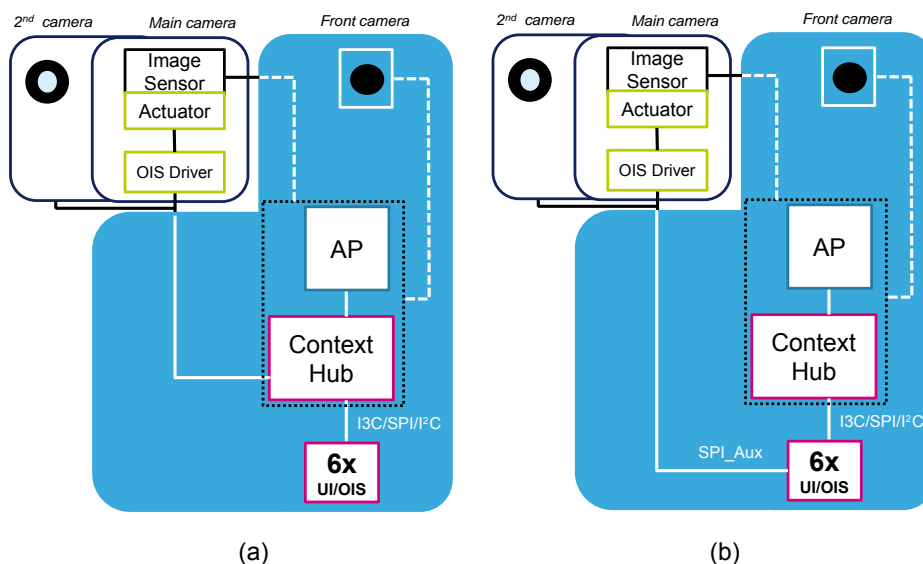 2nd camera
Main camera
Front camera
Image
Sensor
Actuator
OIS Driver
AP
Context
Hub
I3C/SPI/I²C
6x
UI/OIS
(a)
2nd camera
Main camera
Front camera
Image
Sensor
Actuator
OIS Driver
AP
Context
Hub
I3C/SPI/I²C
SPI_Aux
6x
UI/OIS
(b)